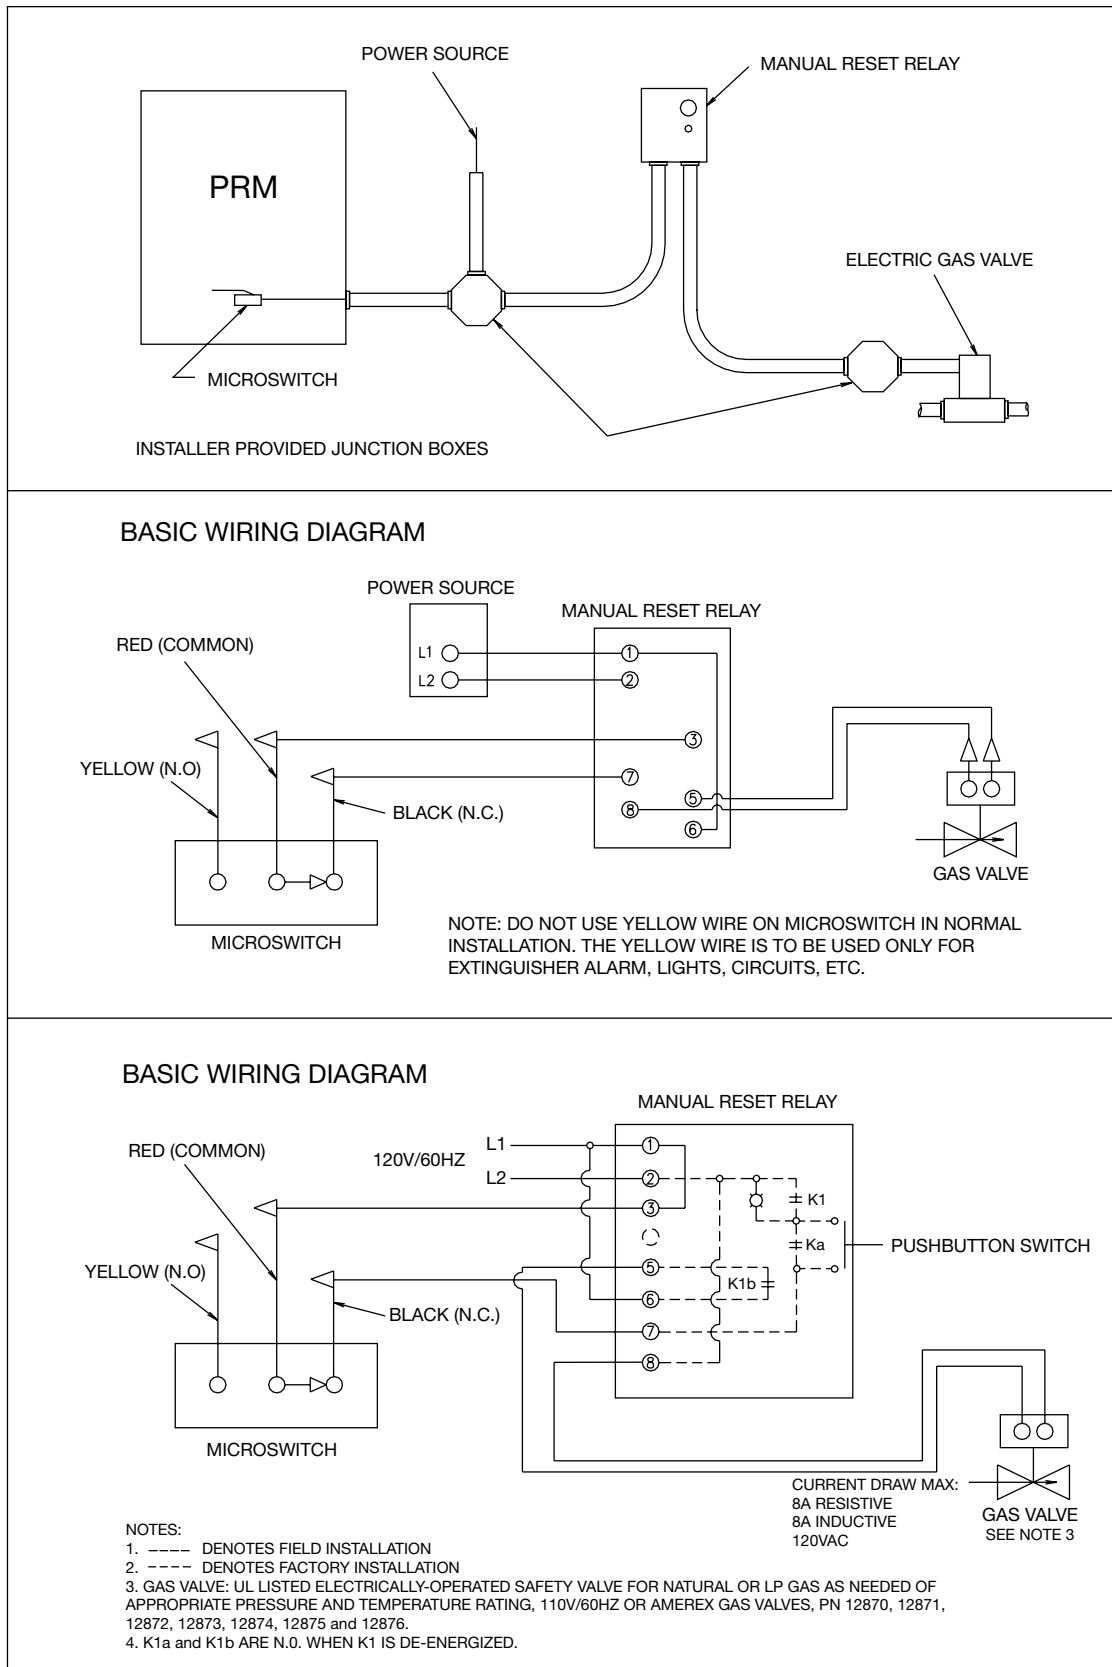 POWER SOURCE
MANUAL RESET RELAY
PRM
ELECTRIC GAS VALVE
MICROSWITCH
INSTALLER PROVIDED JUNCTION BOXES
BASIC WIRING DIAGRAM
POWER SOURCE
MANUAL RESET RELAY
RED (COMMON)
L1
1
L2
2
3
YELLOW (N.O)
7
5
BLACK (N.C.)
8
6
GAS VALVE
MICROSWITCH
NOTE: DO NOT USE YELLOW WIRE ON MICROSWITCH IN NORMAL
INSTALLATION. THE YELLOW WIRE IS TO BE USED ONLY FOR
EXTINGUISHER ALARM, LIGHTS, CIRCUITS, ETC.
BASIC WIRING DIAGRAM
MANUAL RESET RELAY
RED (COMMON)
L1
1
120V/60HZ
L2
2
K1
3
Ka
PUSHBUTTON SWITCH
YELLOW (N.O)
5
K1b
6
BLACK (N.C.)
7
8
MICROSWITCH
CURRENT DRAW MAX:
8A RESISTIVE
8A INDUCTIVE
120VAC
GAS VALVE
SEE NOTE 3
NOTES:
1. ---- DENOTES FIELD INSTALLATION
2. ---- DENOTES FACTORY INSTALLATION
3. GAS VALVE: UL LISTED ELECTRICALLY-OPERATED SAFETY VALVE FOR NATURAL OR LP GAS AS NEEDED OF
APPROPRIATE PRESSURE AND TEMPERATURE RATING, 110V/60HZ OR AMEREX GAS VALVES, PN 12870, 12871,
12872, 12873, 12874, 12875 and 12876.
4. K1a and K1b ARE N.0. WHEN K1 IS DE-ENERGIZED.